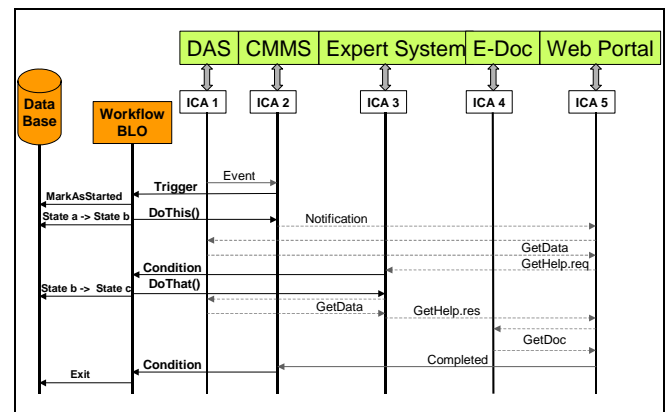 DAS CMMS Expert System E-Doc Web Portal
Data
Base
Workflow
BLO
ICA 1 ICA 2 ICA 3 ICA 4 ICA 5
Event
Trigger
MarkAsStarted
State a -> State b DoThis() Notification
GetData
Condition GetHelp.req
State b -> State c DoThat()
GetData GetHelp.res
GetDoc
Condition Completed
Exit